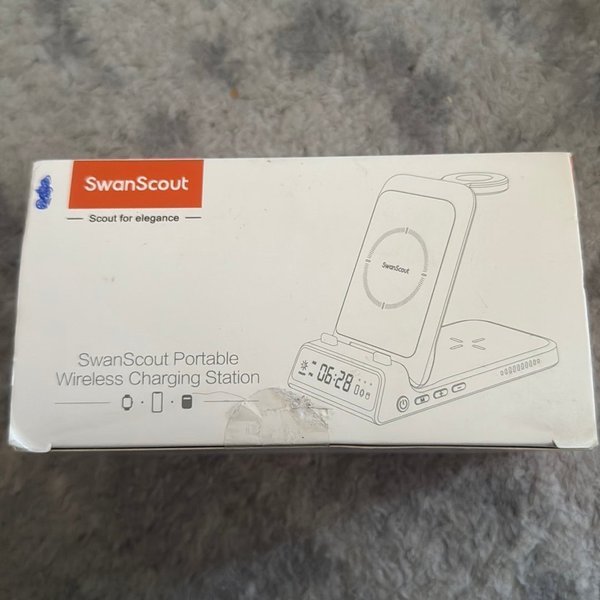 SwanScout
Scout for elegance
SwanScout
SwanScout Portable
Wireless Charging Station
06:28